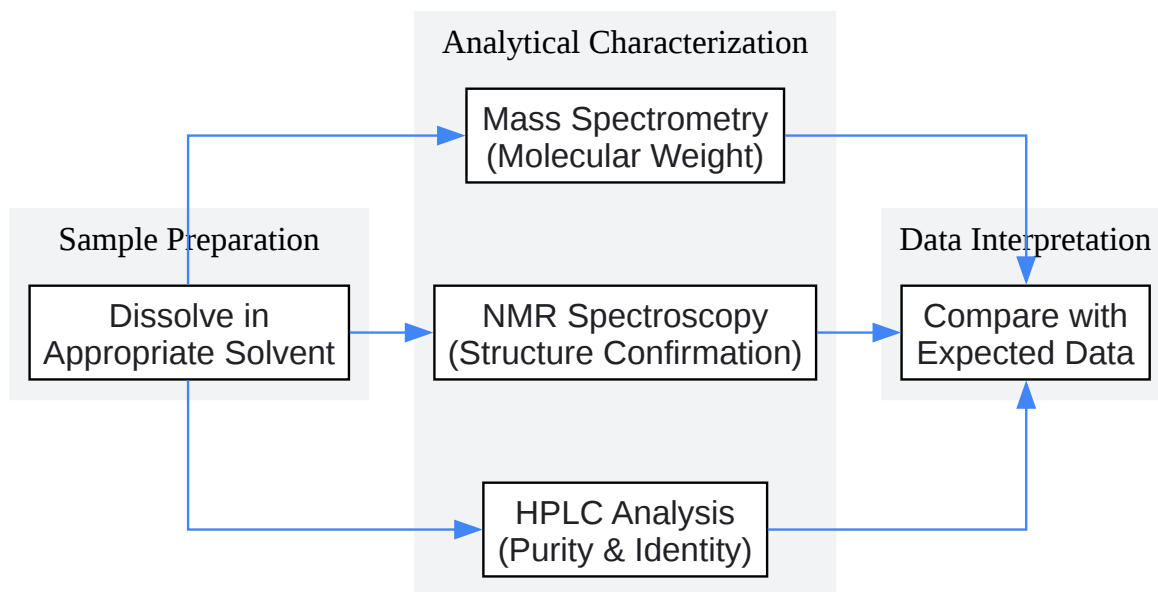 Analytical Characterization
Mass Spectrometry
(Molecular Weight)
Sample Preparation
Dissolve in
Appropriate Solvent
NMR Spectroscopy
(Structure Confirmation)
Data Interpretation
Compare with
Expected Data
HPLC Analysis
(Purity & Identity)